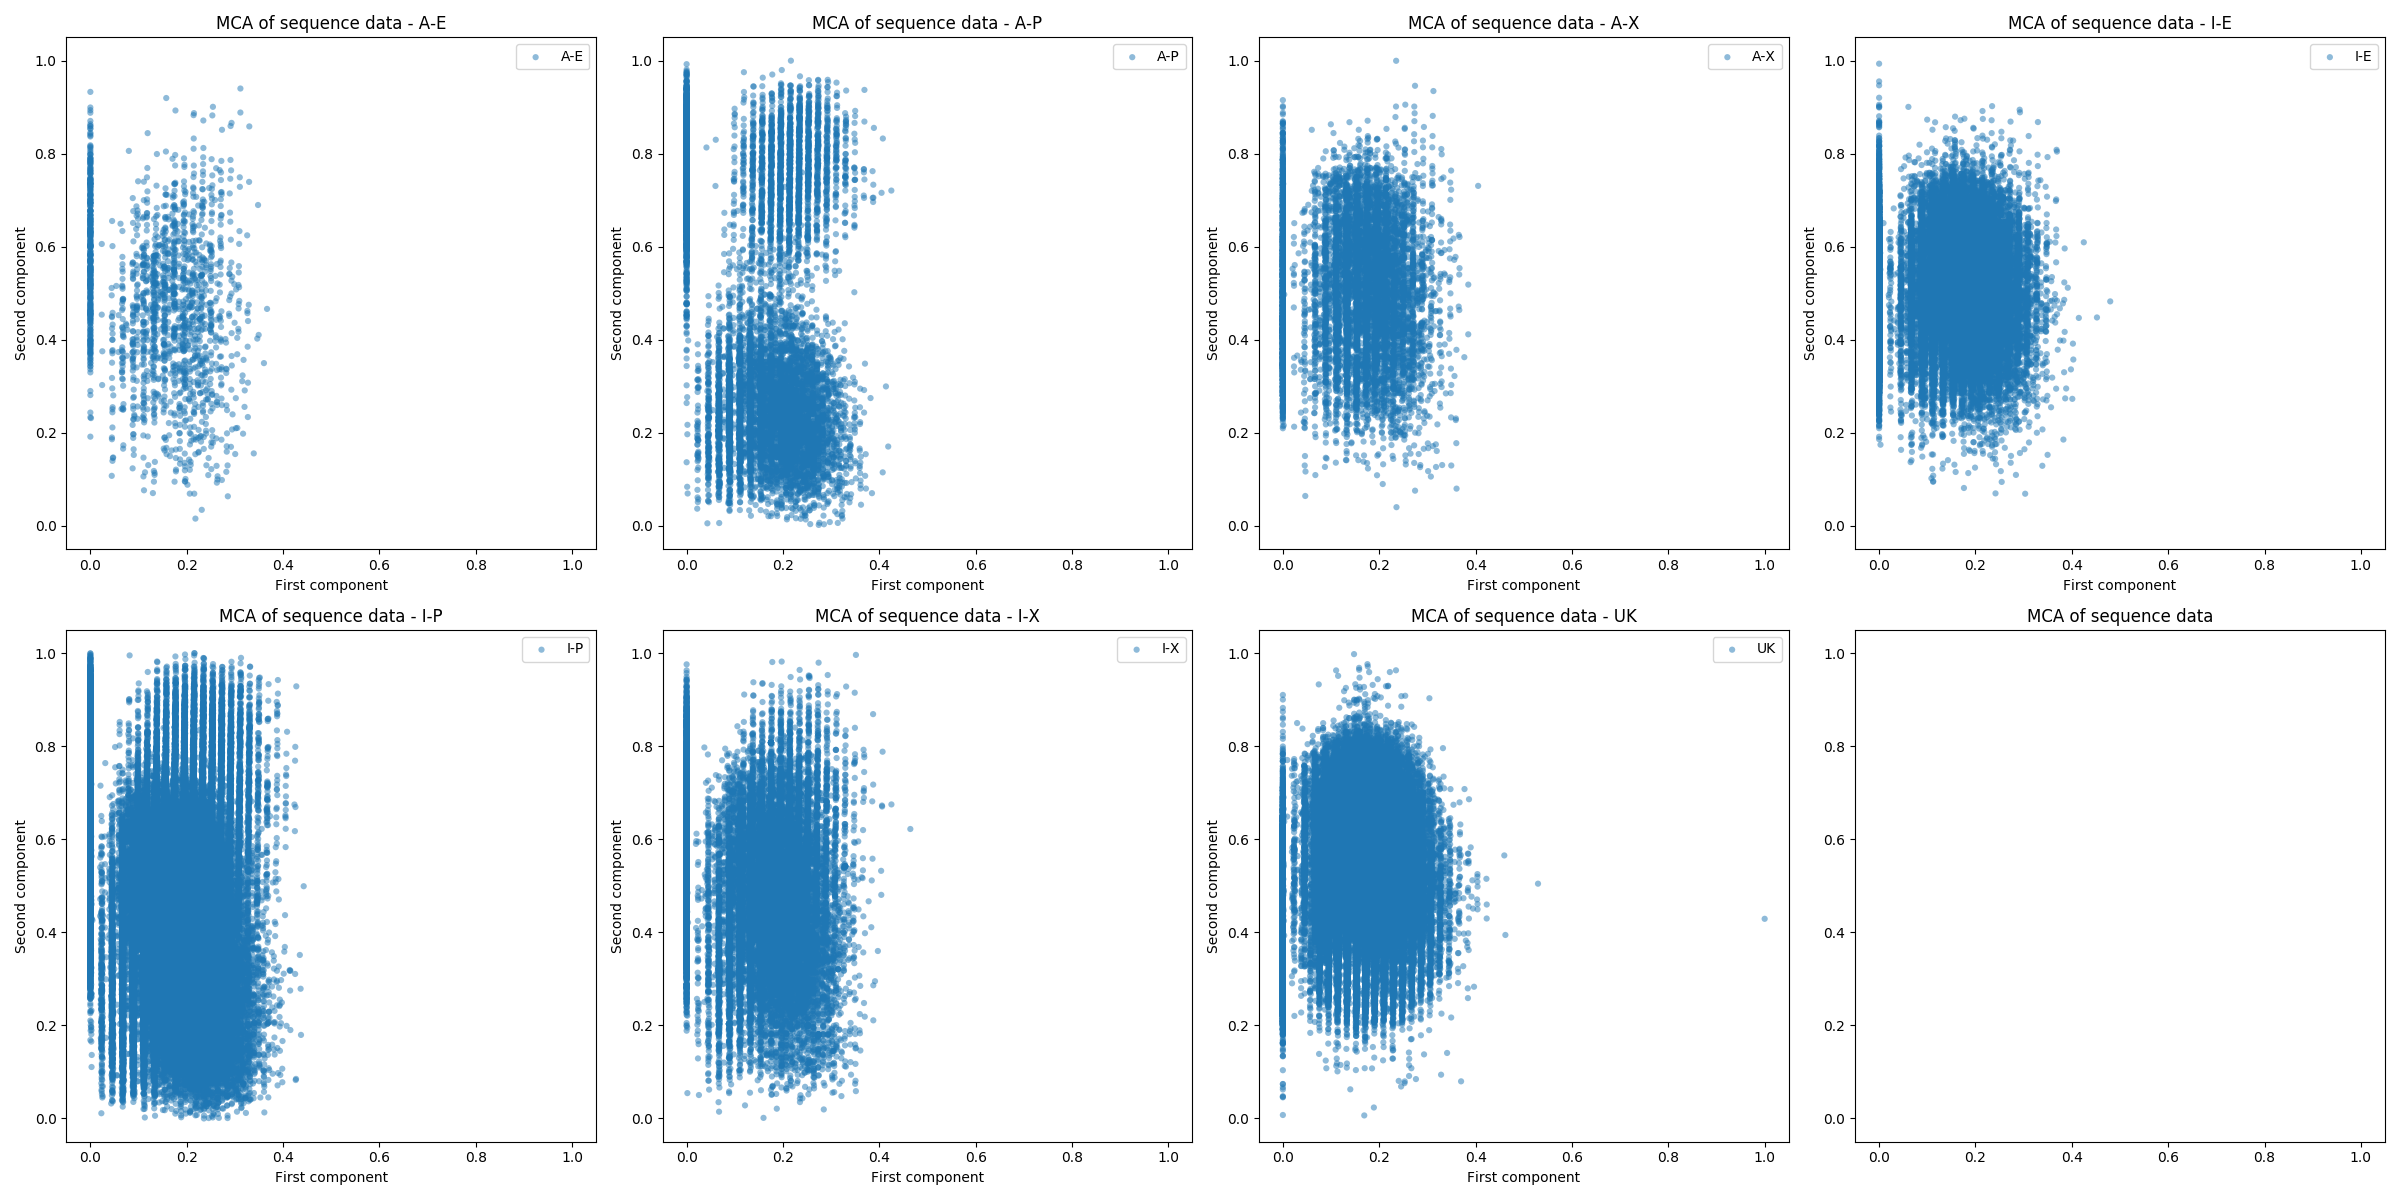 MCA of sequence data - A-E
A-E
Second component
1.0
0.8
0.6
0.4
0.2
0.0
0.0 0.2 0.4 0.6 0.8 1.0
First component
MCA of sequence data - A-P
A-P
Second component
1.0
0.8
0.6
0.4
0.2
0.0
0.0 0.2 0.4 0.6 0.8 1.0
First component
MCA of sequence data - A-X
A-X
Second component
1.0
0.8
0.6
0.4
0.2
0.0
0.0 0.2 0.4 0.6 0.8 1.0
First component
MCA of sequence data - I-E
I-E
Second component
1.0
0.8
0.6
0.4
0.2
0.0
0.0 0.2 0.4 0.6 0.8 1.0
First component
MCA of sequence data - I-P
I-P
Second component
1.0
0.8
0.6
0.4
0.2
0.0
0.0 0.2 0.4 0.6 0.8 1.0
First component
MCA of sequence data - I-X
I-X
Second component
1.0
0.8
0.6
0.4
0.2
0.0
0.0 0.2 0.4 0.6 0.8 1.0
First component
MCA of sequence data - UK
UK
Second component
1.0
0.8
0.6
0.4
0.2
0.0
0.0 0.2 0.4 0.6 0.8 1.0
First component
MCA of sequence data
1.0
0.8
0.6
0.4
0.2
0.0
0.0 0.2 0.4 0.6 0.8 1.0